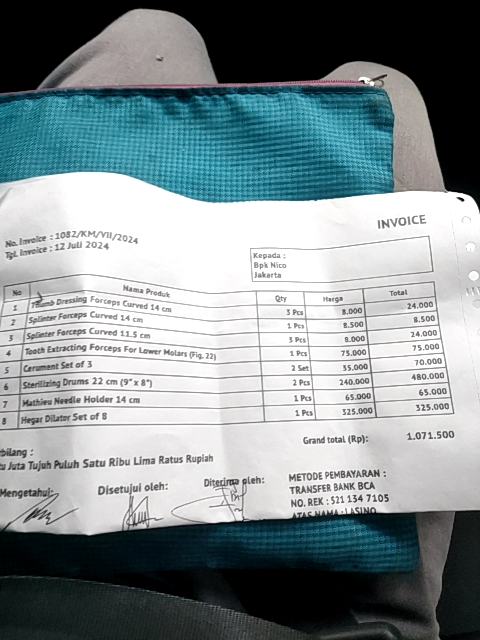 INVOICE
No. Invoice : 1082/KM/VII/2024
Tgl. Invoice : 12 Juli 2024
Kepada :
Bpk Nico
Jakarta
No Nama Produk Qty Harga Total
1 Thumb Dressing Forceps Curved 14 cm 3 Pcs 8.000 24.000
2 Splinter Forceps Curved 14 cm 1 Pcs 8.500 8.500
3 Splinter Forceps Curved 11.5 cm 3 Pcs 8.000 24.000
4 Tooth Extracting Forceps For Lower Molars (Fig. 22) 1 Pcs 75.000 75.000
5 Cerument Set of 3 2 Set 35.000 70.000
6 Sterilizing Drums 22 cm (9" x 8") 2 Pcs 240.000 480.000
7 Mathieu Needle Holder 14 cm 1 Pcs 65.000 65.000
8 Hegar Dilator Set of 8 1 Pcs 325.000 325.000
Grand total (Rp): 1.071.500
bilang :
u Juta Tujuh Puluh Satu Ribu Lima Ratus Rupiah
Mengetahui: Disetujui oleh: Diterima oleh:
METODE PEMBAYARAN :
TRANSFER BANK BCA
NO. REK : 521 134 7105
ATAS NAMA : LASINO